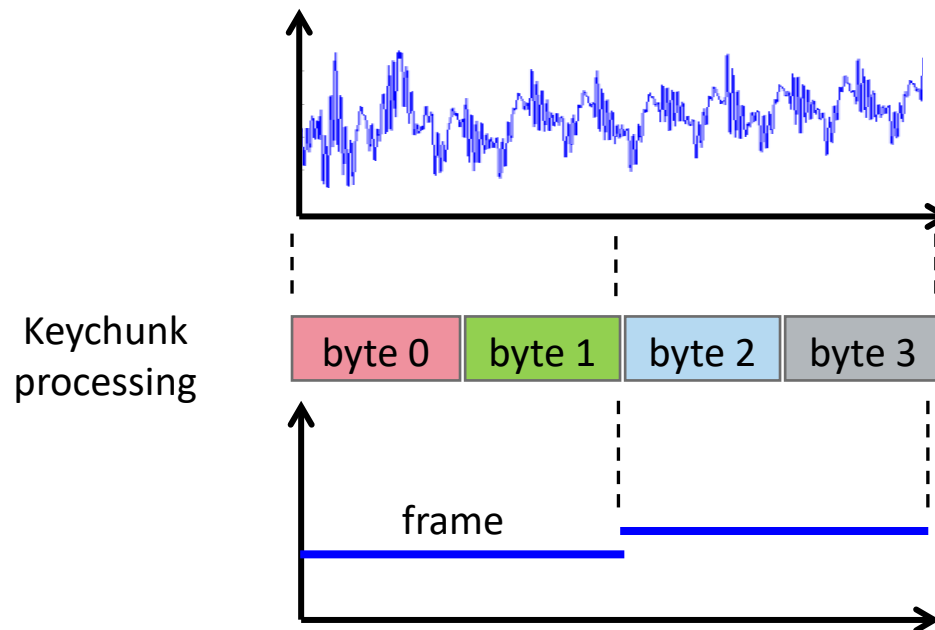 Keychunk
processing
byte 0
byte 1
byte 2
byte 3
frame